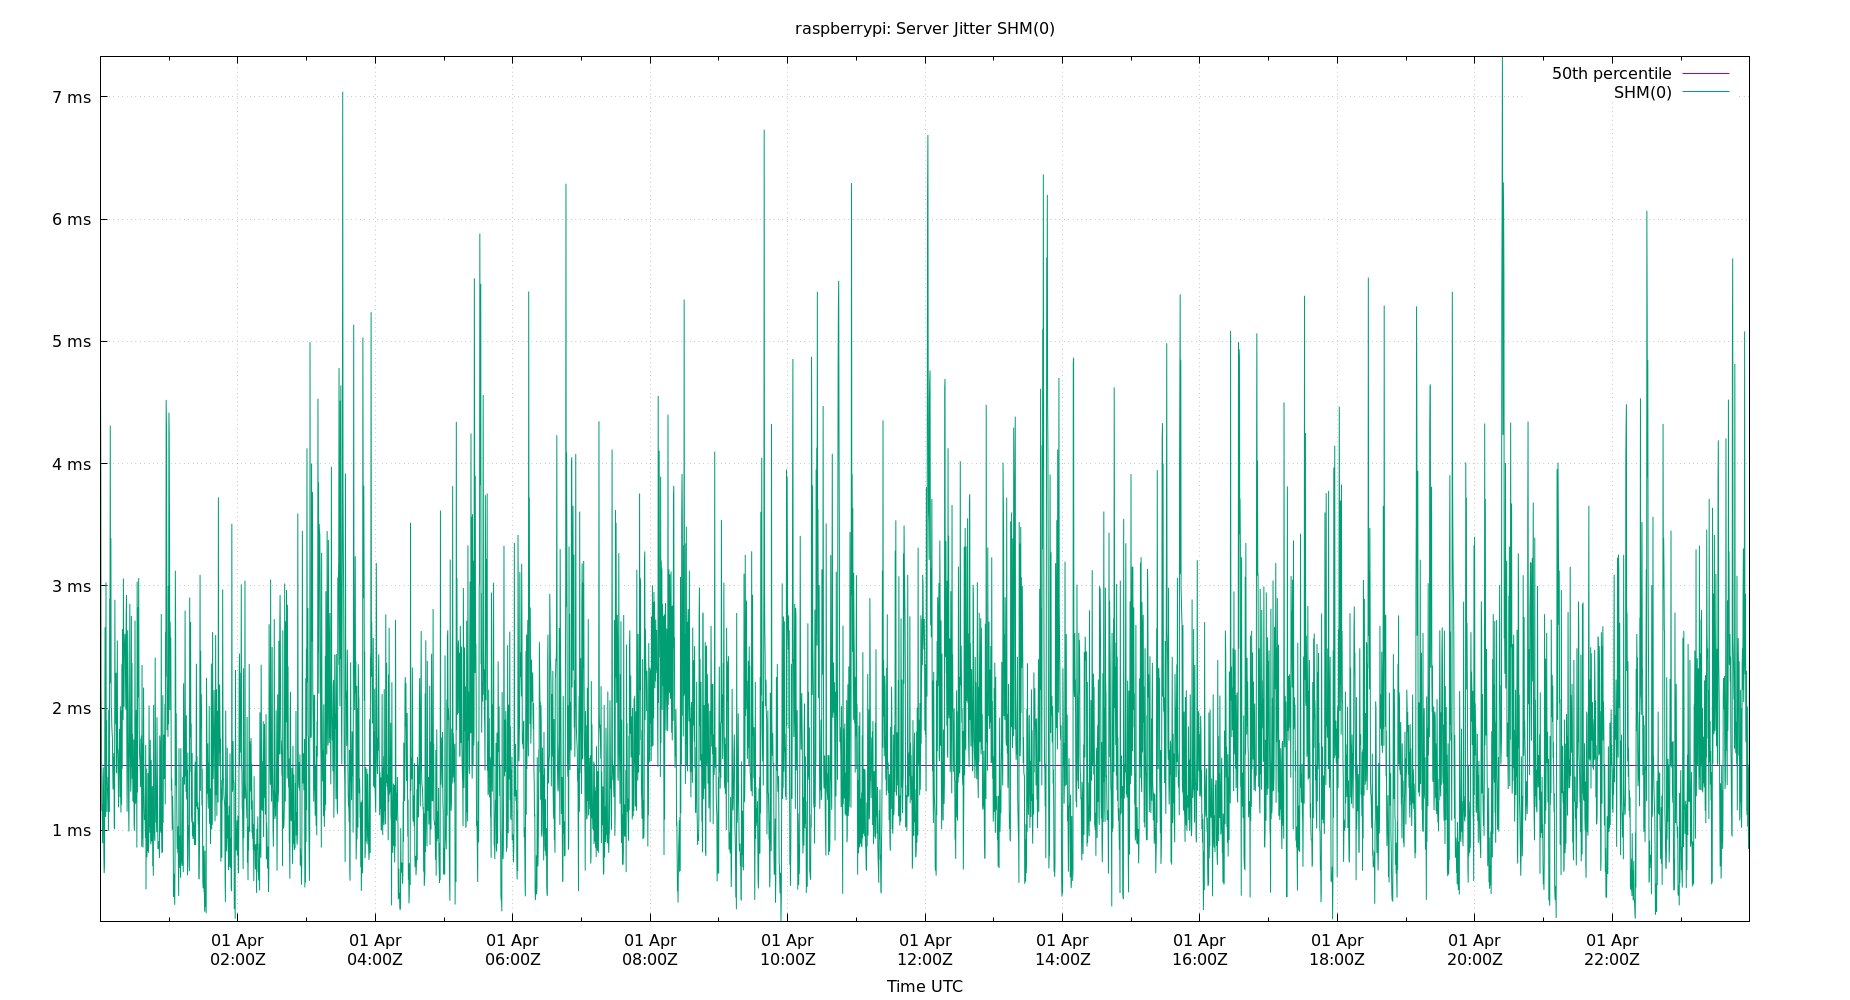 raspberrypi: Server Jitter SHM(0)
50th percentile
SHM(0)
7 ms
6 ms
5 ms
4 ms
3 ms
2 ms
1 ms
01 Apr 01 Apr 01 Apr 01 Apr 01 Apr 01 Apr 01 Apr 01 Apr 01 Apr 01 Apr 01 Apr
02:00Z 04:00Z 06:00Z 08:00Z 10:00Z 12:00Z 14:00Z 16:00Z 18:00Z 20:00Z 22:00Z
Time UTC